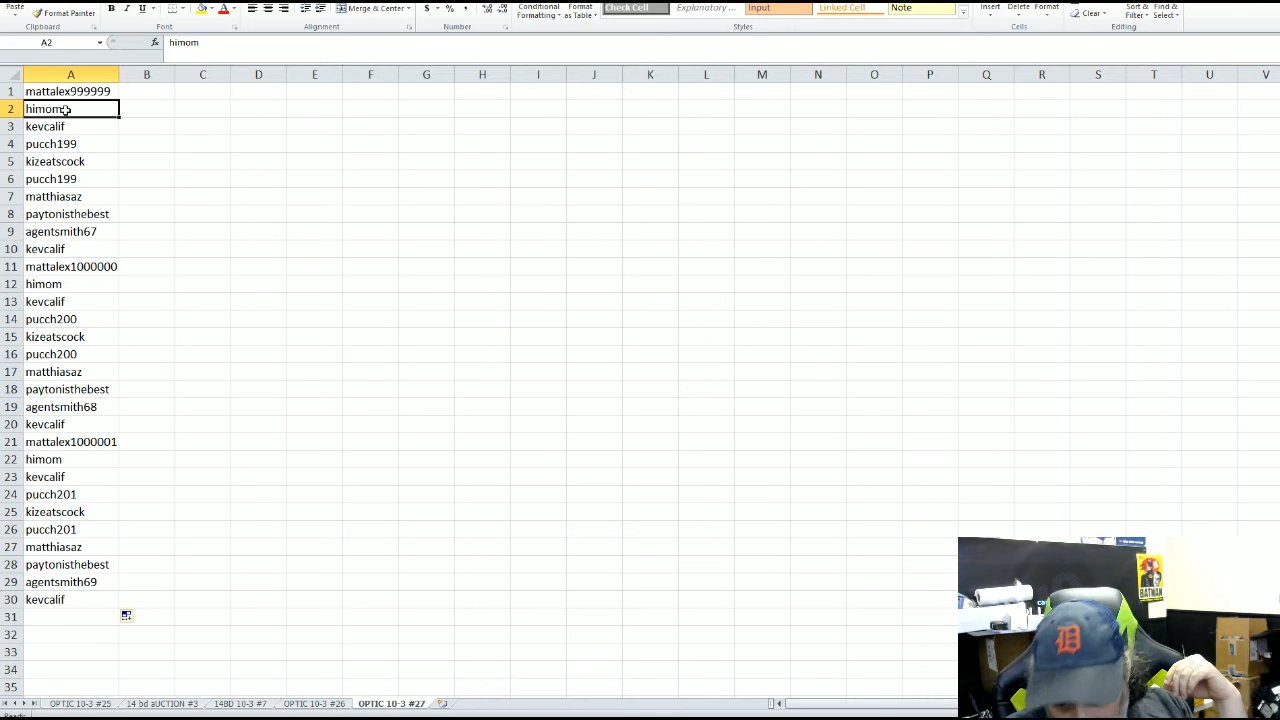 Paste
Format Painter
B I U
A
Merge & Center
$ % ,
Conditional Formatting
Format as Table
Check Cell
Explanatory ...
Input
Linked Cell
Note
Insert
Delete
Format
Clear
Sort & Filter
Find & Select
Clipboard
Font
Alignment
Number
Styles
Cells
Editing
A2
fx
himom
A B C D E F G H I J K L M N O P Q R S T U V
1 mattalex999999
2 himom
3 kevcalif
4 pucch199
5 kizeatscock
6 pucch199
7 matthiasaz
8 paytonisthebest
9 agentsmith67
10 kevcalif
11 mattalex1000000
12 himom
13 kevcalif
14 pucch200
15 kizeatscock
16 pucch200
17 matthiasaz
18 paytonisthebest
19 agentsmith68
20 kevcalif
21 mattalex1000001
22 himom
23 kevcalif
24 pucch201
25 kizeatscock
26 pucch201
27 matthiasaz
28 paytonisthebest
29 agentsmith69
30 kevcalif
31
32
33
34
35
BATMAN
D
OPTIC 10-3 #25
14 bd aUCTION #3
14BD 10-3 #7
OPTIC 10-3 #26
OPTIC 10-3 #27
Ready